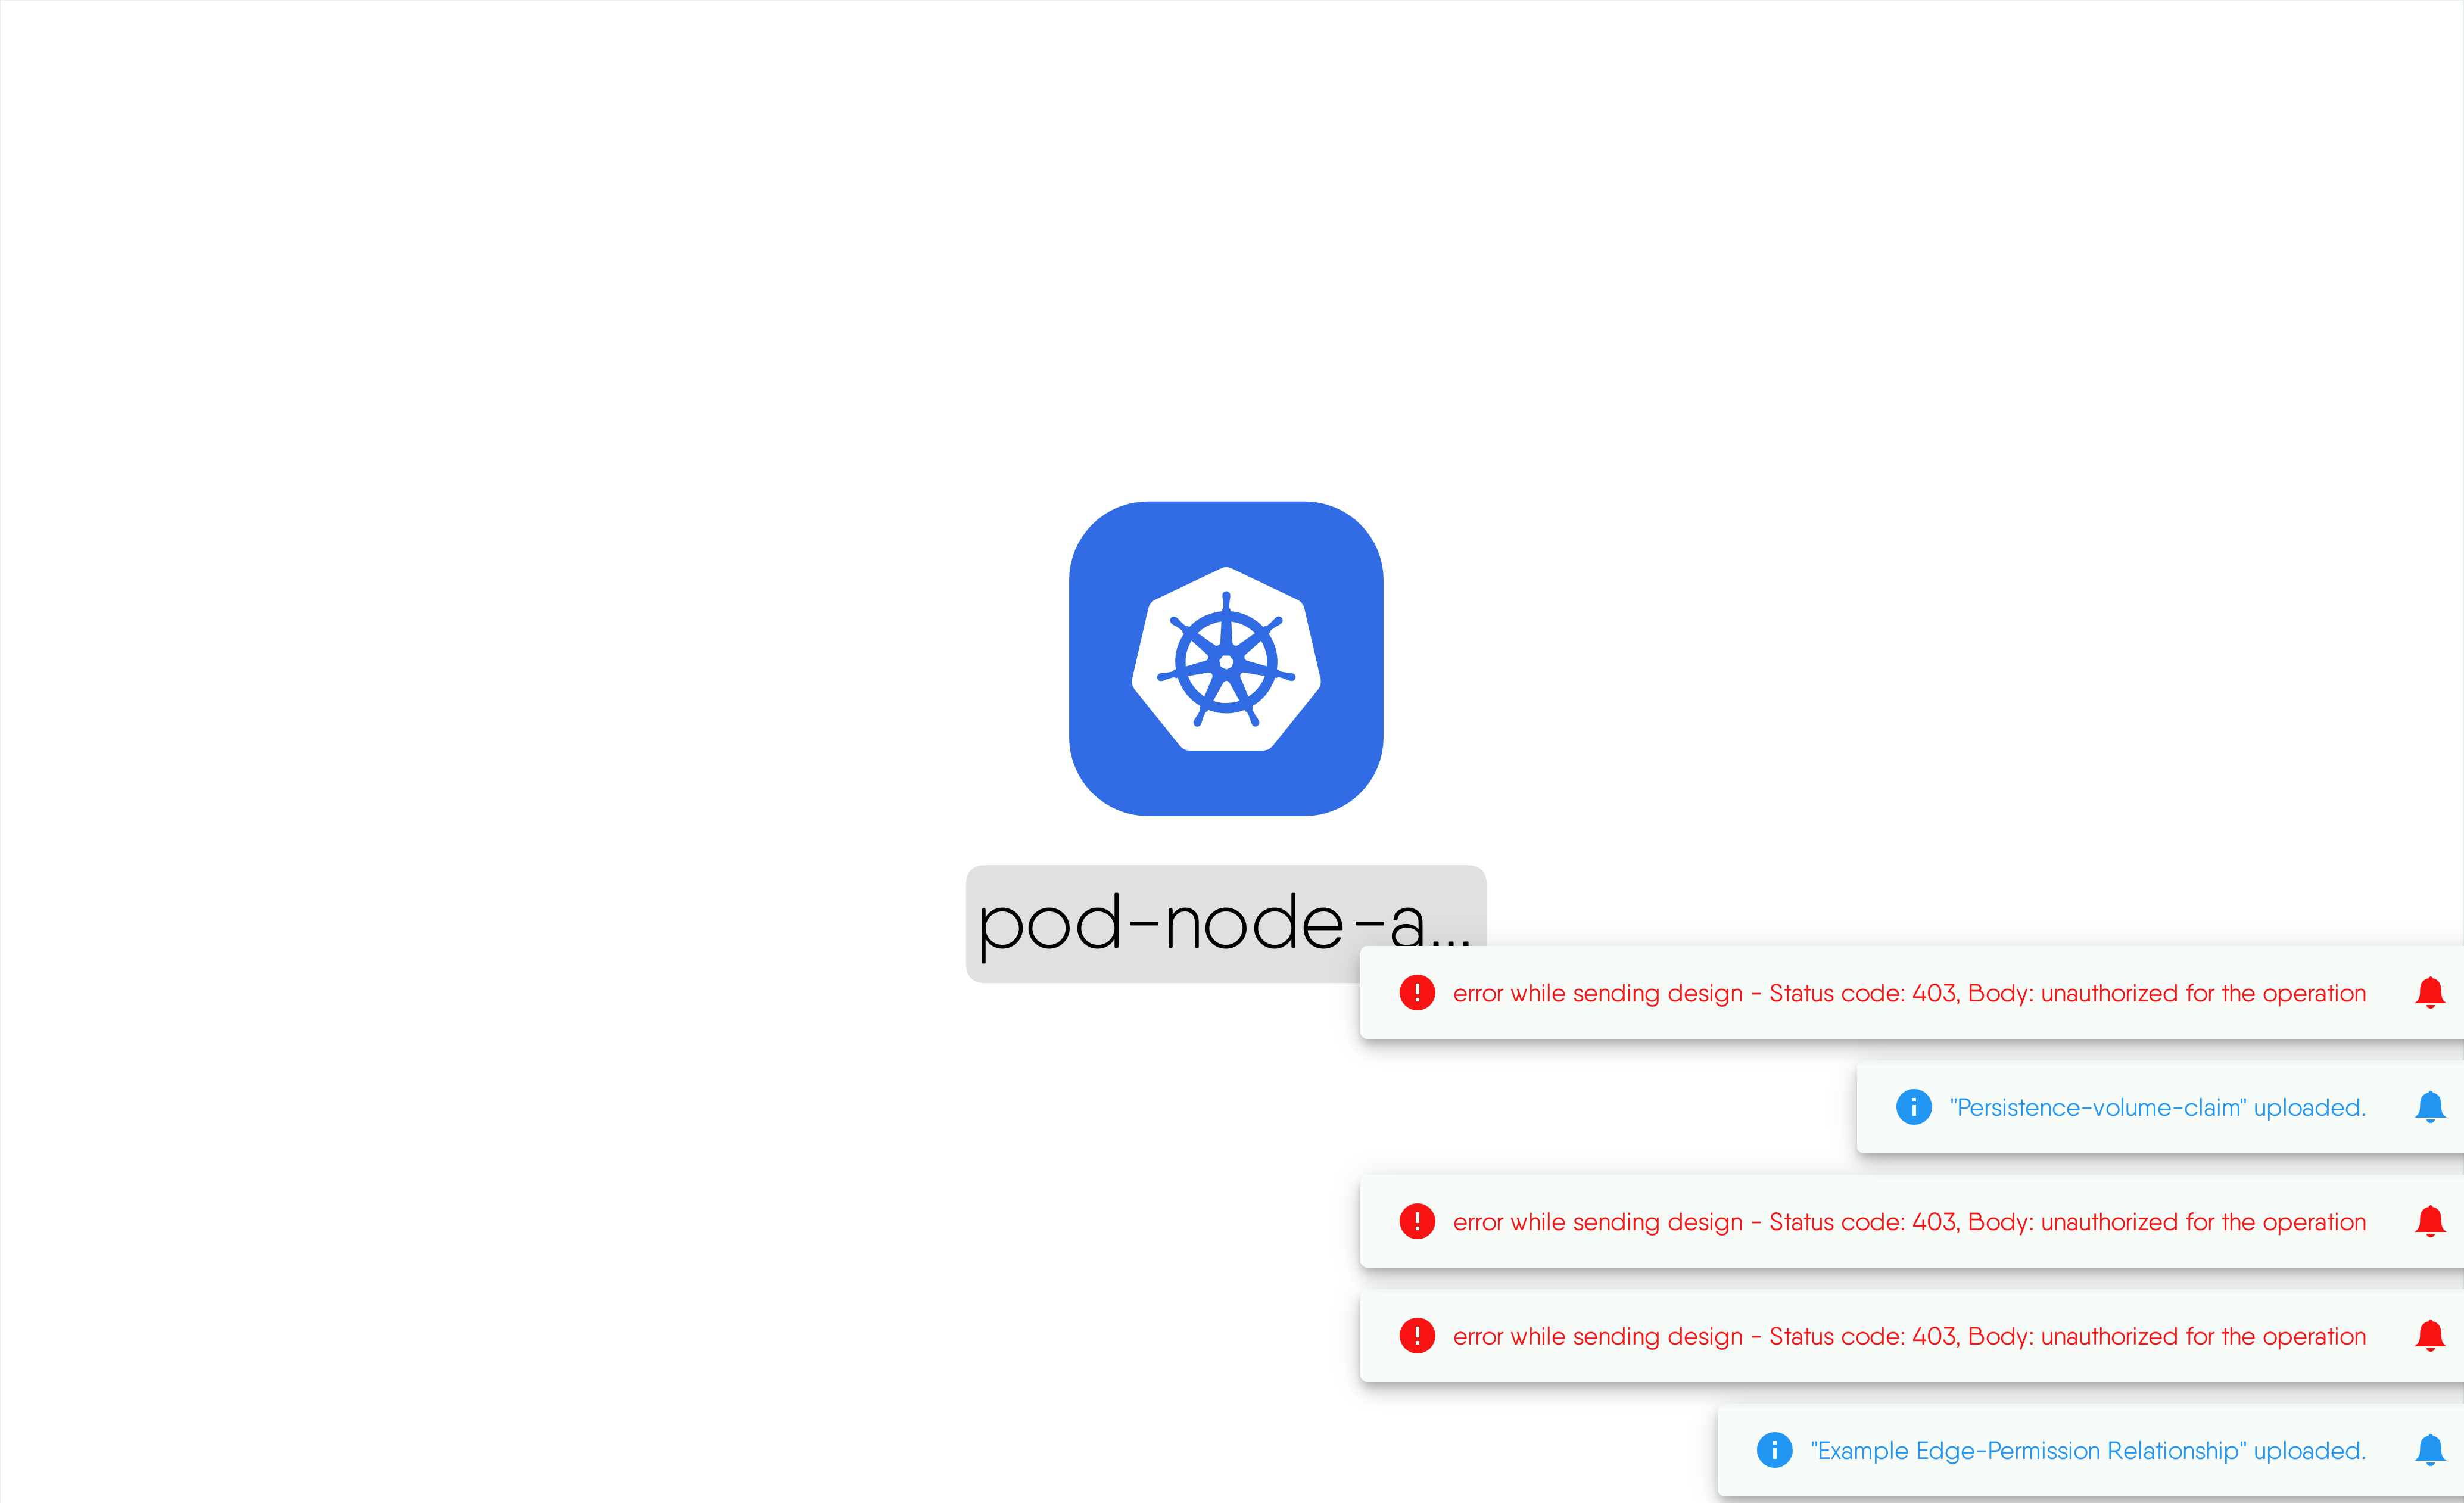 pod-node-a...
error while sending design - Status code: 403, Body: unauthorized for the operation
"Persistence-volume-claim" uploaded.
error while sending design - Status code: 403, Body: unauthorized for the operation
error while sending design - Status code: 403, Body: unauthorized for the operation
"Example Edge-Permission Relationship" uploaded.